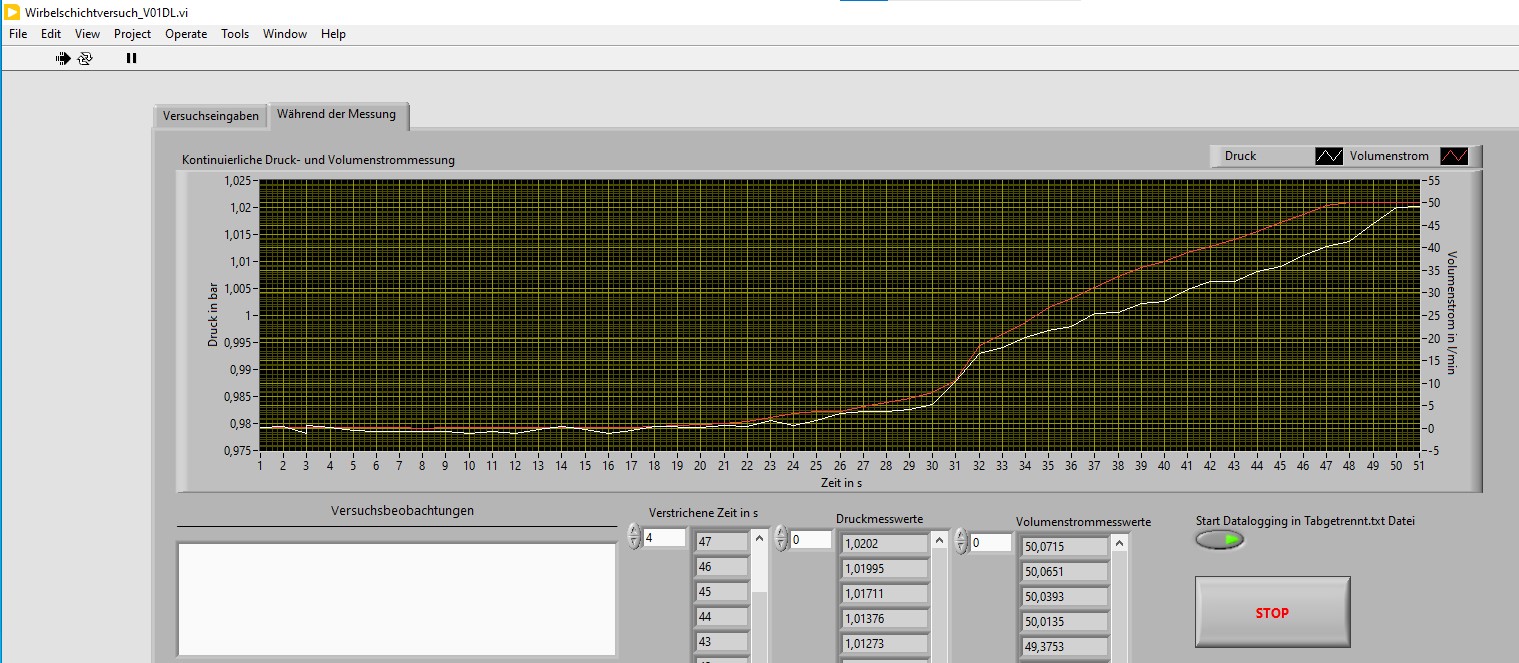 Wirbelschichtversuch_V01DL.vi
File Edit View Project Operate Tools Window Help
Versuchseingaben Während der Messung
Kontinuierliche Druck- und Volumenstrommessung
Druck Volumenstrom
1,025
1,02
1,015
1,01
1,005
1
0,995
0,99
0,985
0,98
0,975
Druck in bar
55
50
45
40
35
30
25
20
15
10
5
0
-5
Volumenstrom in l/min
1 2 3 4 5 6 7 8 9 10 11 12 13 14 15 16 17 18 19 20 21 22 23 24 25 26 27 28 29 30 31 32 33 34 35 36 37 38 39 40 41 42 43 44 45 46 47 48 49 50 51
Zeit in s
Versuchsbeobachtungen
Verstrichene Zeit in s
4
47
46
45
44
43
Druckmesswerte
0
1,0202
1,01995
1,01711
1,01376
1,01273
Volumenstrommesswerte
0
50,0715
50,0651
50,0393
50,0135
49,3753
Start Datalogging in Tabgetrennt.txt Datei
STOP